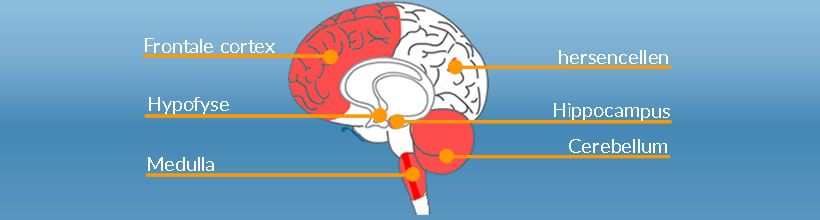 Frontale cortex
hersencellen
Hypofyse
Hippocampus
Cerebellum
Medulla